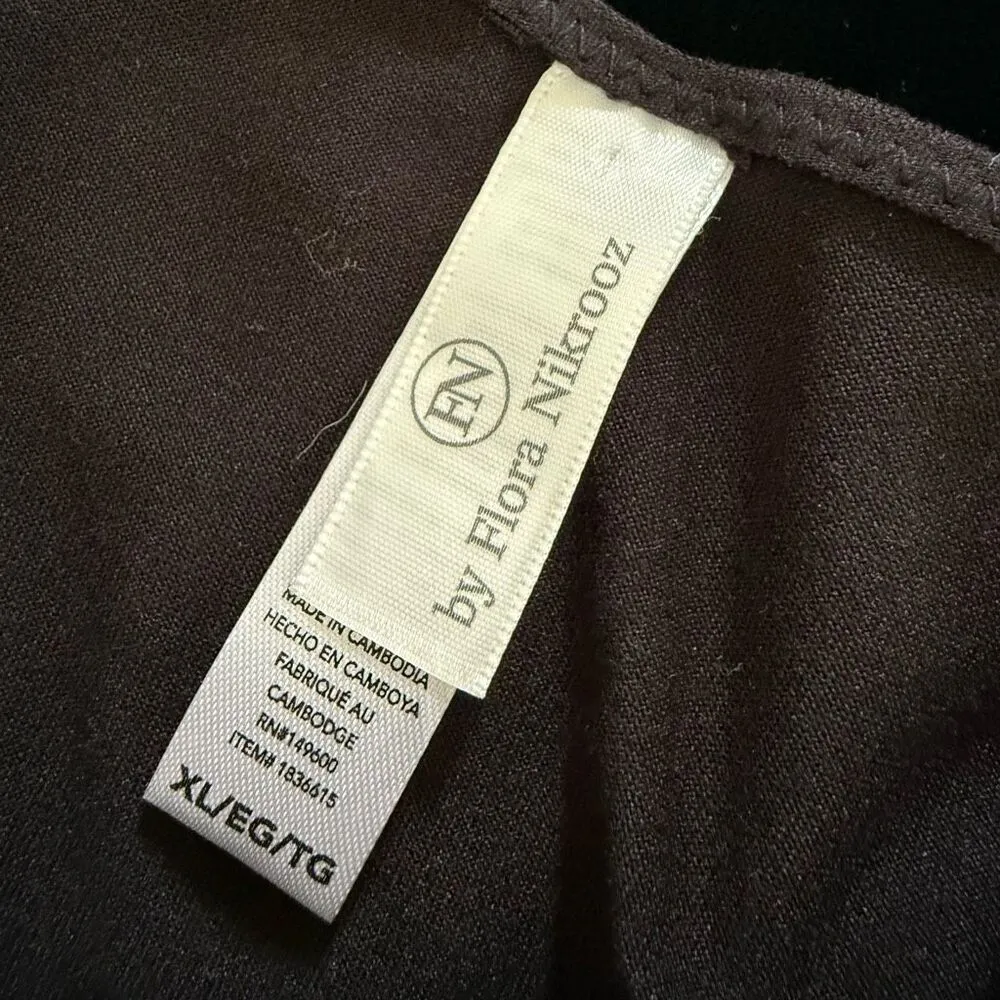 FN
by Flora Nikrooz
MADE IN CAMBODIA
HECHO EN CAMBOYA
FABRIQUÉ AU
CAMBODGE
RN#149600
ITEM# 1836615
XL/EG/TG